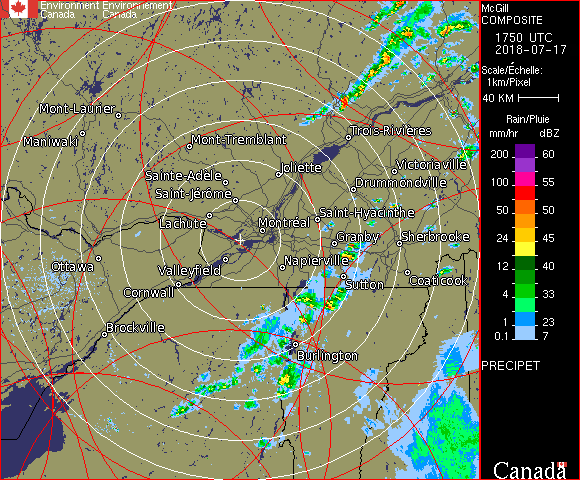 Environment Environnement
Canada Canada
McGill
COMPOSITE
1750 UTC
2018-07-17
Scale/Échelle:
1km/Pixel
40 KM
Rain/Pluie
mm/hr dBZ
200 60
100 55
50 50
24 45
12 40
4 33
1 23
0.1 7
PRECIPET
Canada
Mont-Laurier
Maniwaki
Mont-Tremblant
Trois-Rivières
Joliette
Victoriaville
Sainte-Adèle
Drummondville
Saint-Jérôme
Saint-Hyacinthe
Lachute
Montréal
Granby
Sherbrooke
Ottawa
Valleyfield
Napierville
Coaticook
Sutton
Cornwall
Brockville
Burlington